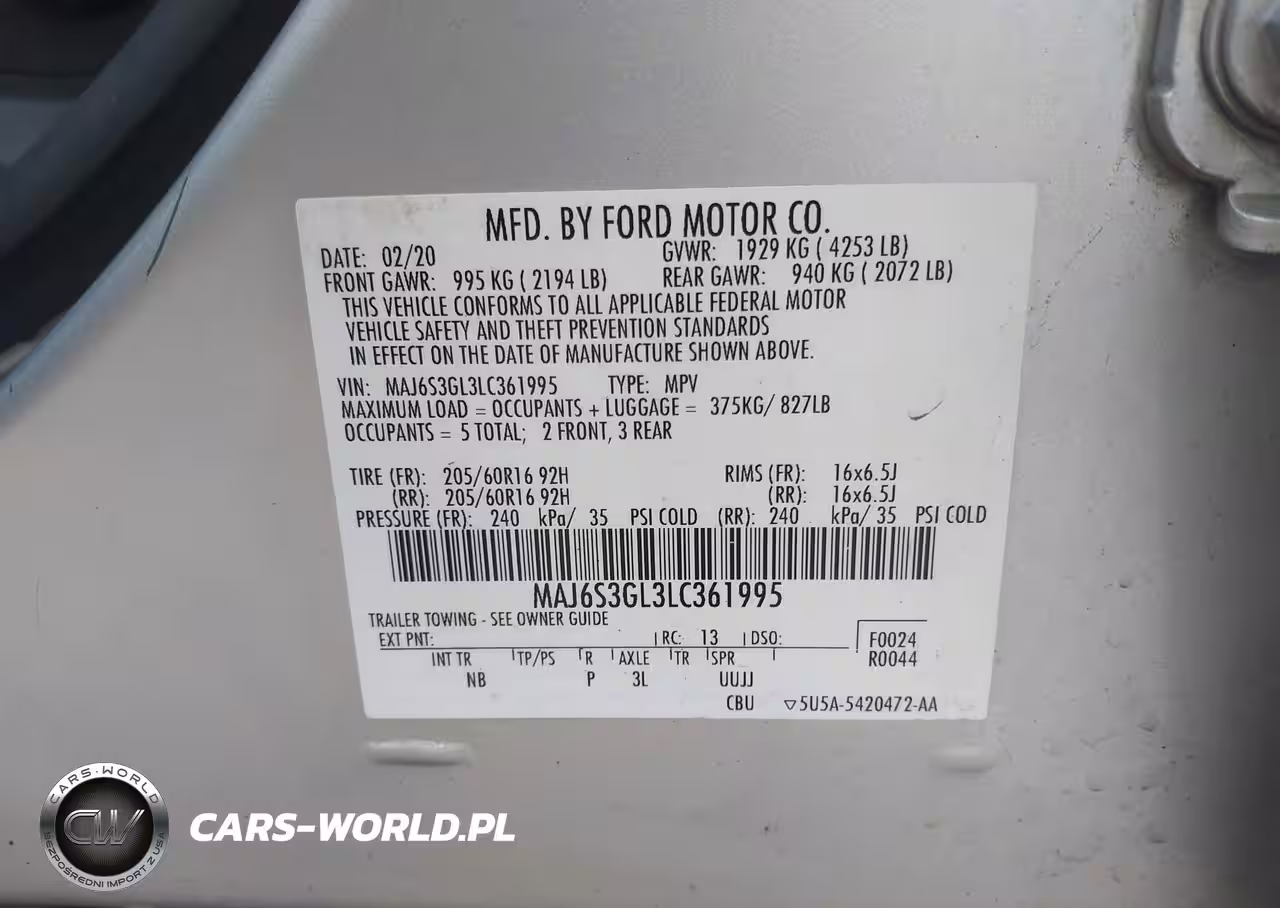 MFD. BY FORD MOTOR CO.
DATE: 02/20 GVWR: 1929 KG ( 4253 LB)
FRONT GAWR: 995 KG ( 2194 LB) REAR GAWR: 940 KG ( 2072 LB)
THIS VEHICLE CONFORMS TO ALL APPLICABLE FEDERAL MOTOR
VEHICLE SAFETY AND THEFT PREVENTION STANDARDS
IN EFFECT ON THE DATE OF MANUFACTURE SHOWN ABOVE.
VIN: MAJ6S3GL3LC361995 TYPE: MPV
MAXIMUM LOAD = OCCUPANTS + LUGGAGE = 375KG/ 827LB
OCCUPANTS = 5 TOTAL; 2 FRONT, 3 REAR
TIRE (FR): 205/60R16 92H RIMS (FR): 16x6.5J
(RR): 205/60R16 92H (RR): 16x6.5J
PRESSURE (FR): 240 kPa/ 35 PSI COLD (RR): 240 kPa/ 35 PSI COLD
MAJ6S3GL3LC361995
TRAILER TOWING - SEE OWNER GUIDE
EXT PNT: RC: 13 DSO: F0024
INT TR TP/PS R AXLE TR SPR R0044
NB P 3L UUJJ
CBU ▽5U5A-5420472-AA
CARS-WORLD
CW
BEZPOŚREDNI IMPORT Z USA
CARS-WORLD.PL